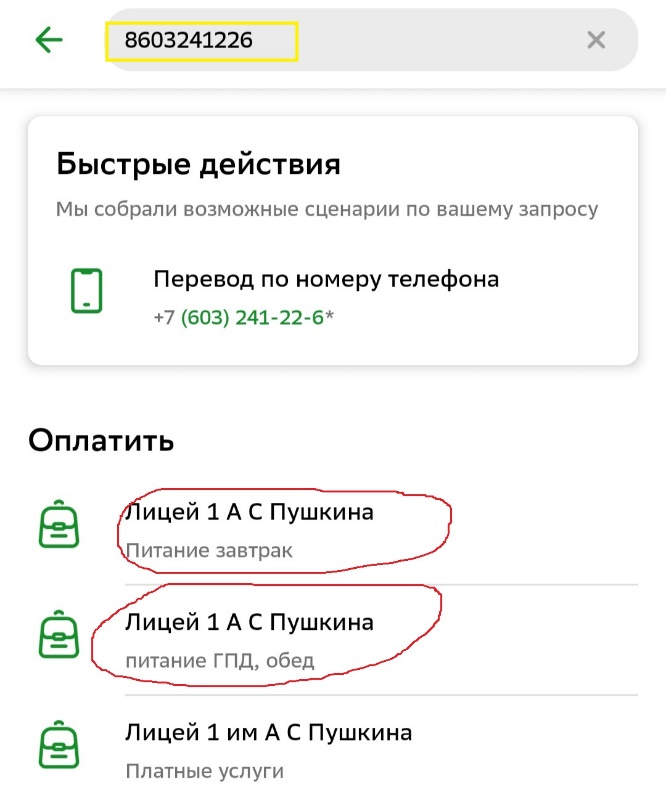 8603241226
Быстрые действия
Мы собрали возможные сценарии по вашему запросу
Перевод по номеру телефона
+7 (603) 241-22-6*
Оплатить
Лицей 1 А С Пушкина
Питание завтрак
Лицей 1 А С Пушкина
питание ГПД, обед
Лицей 1 им А С Пушкина
Платные услуги